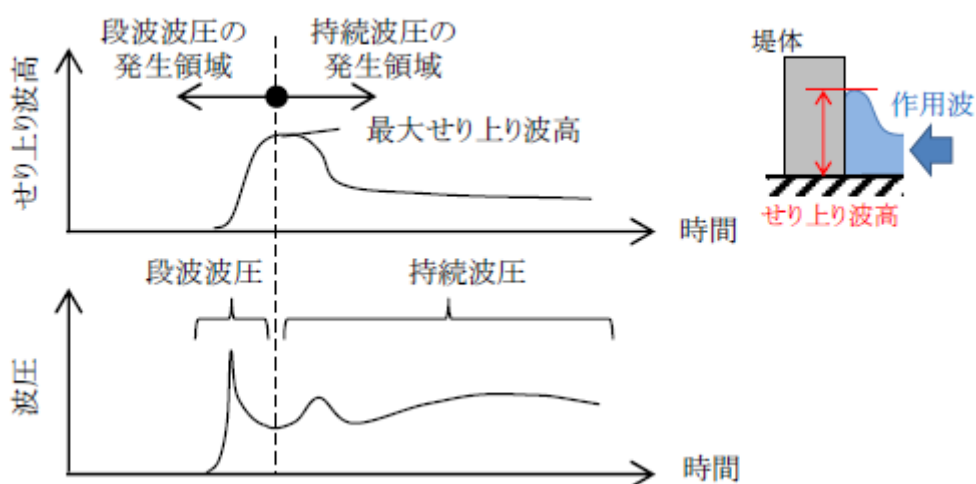 段波波圧の
発生領域
持続波圧の
発生領域
せり上り波高
最大せり上り波高
時間
堤体
作用波
せり上り波高
段波波圧
持続波圧
波圧
時間